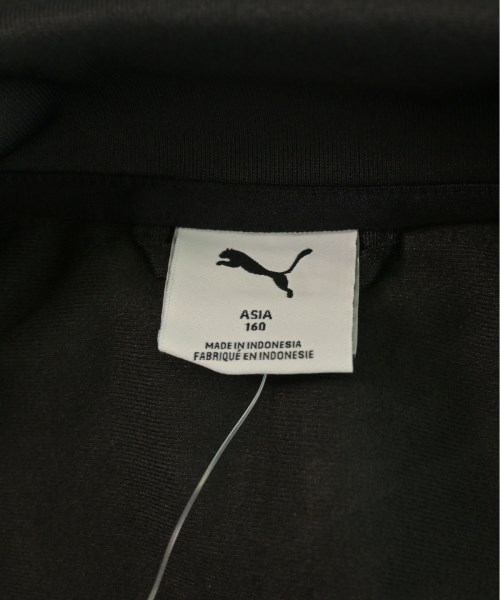 ASIA
160
MADE IN INDONESIA
FABRIQUÉ EN INDONESIE